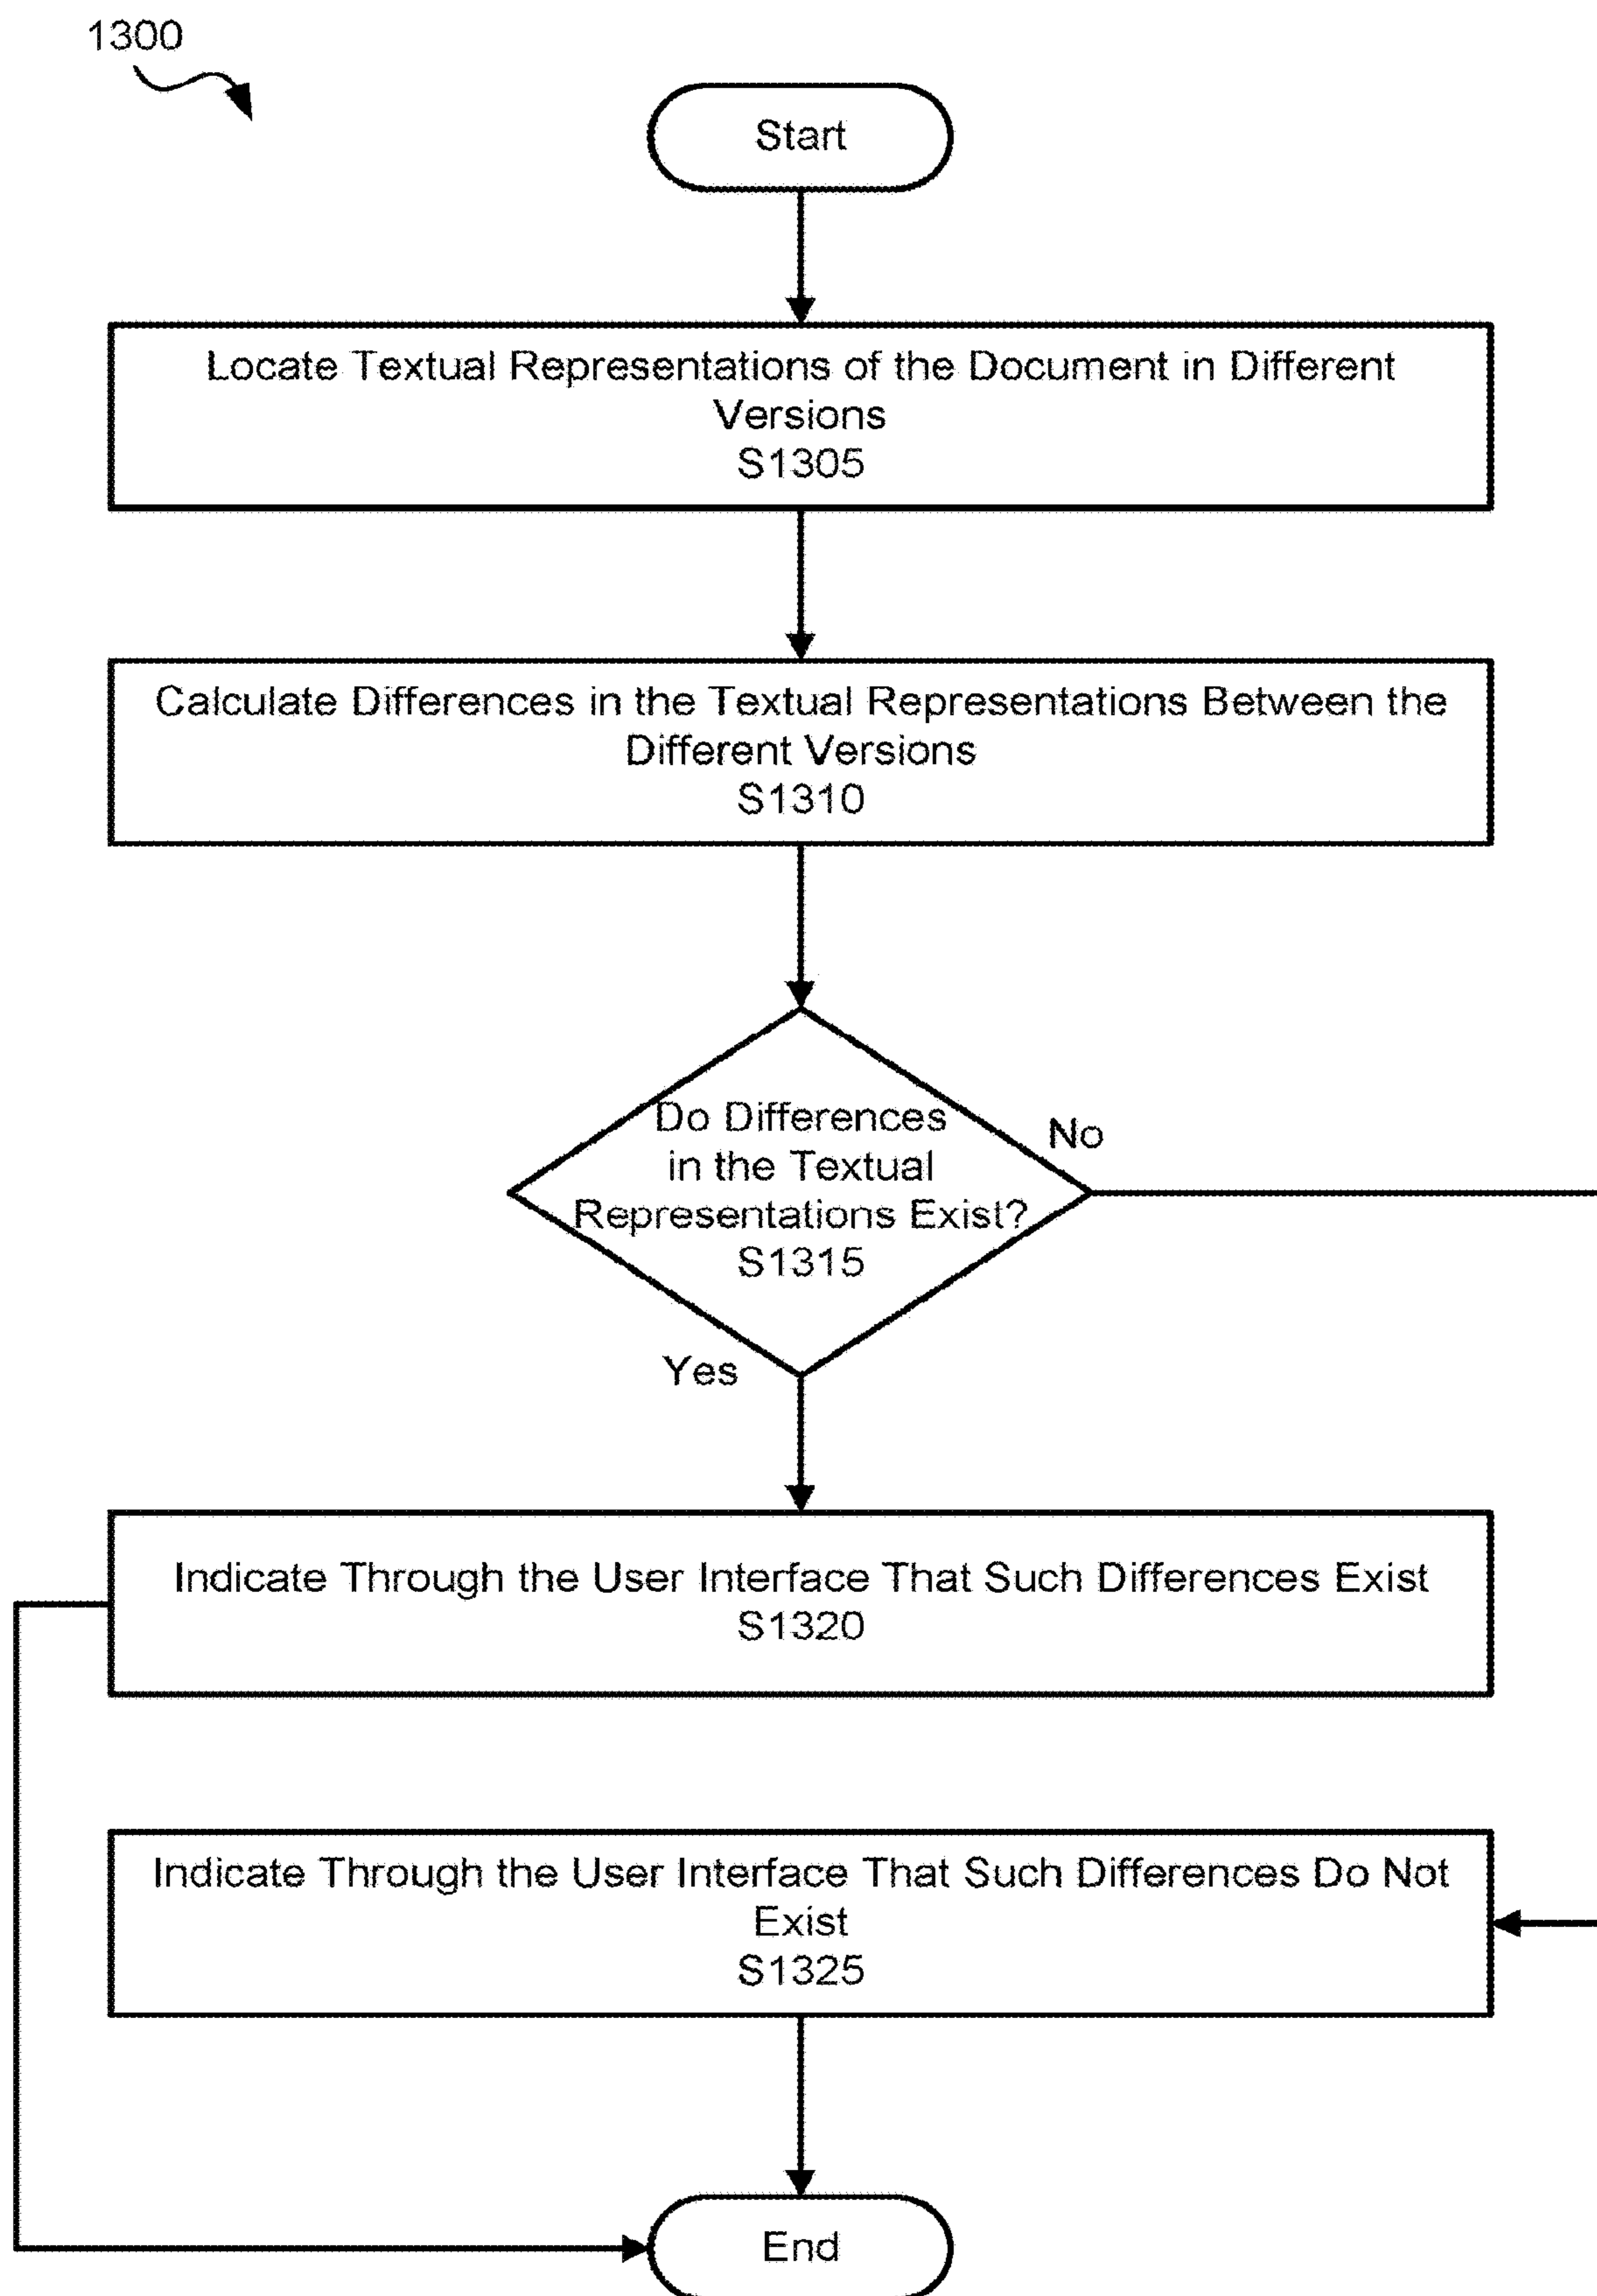 1300
Start
Locate Textual Representations of the Document in Different
Versions
S1305
Calculate Differences in the Textual Representations Between the
Different Versions
S1310
Do Differences
in the Textual
Representations Exist?
S1315
No
Yes
Indicate Through the User Interface That Such Differences Exist
S1320
Indicate Through the User Interface That Such Differences Do Not
Exist
S1325
End